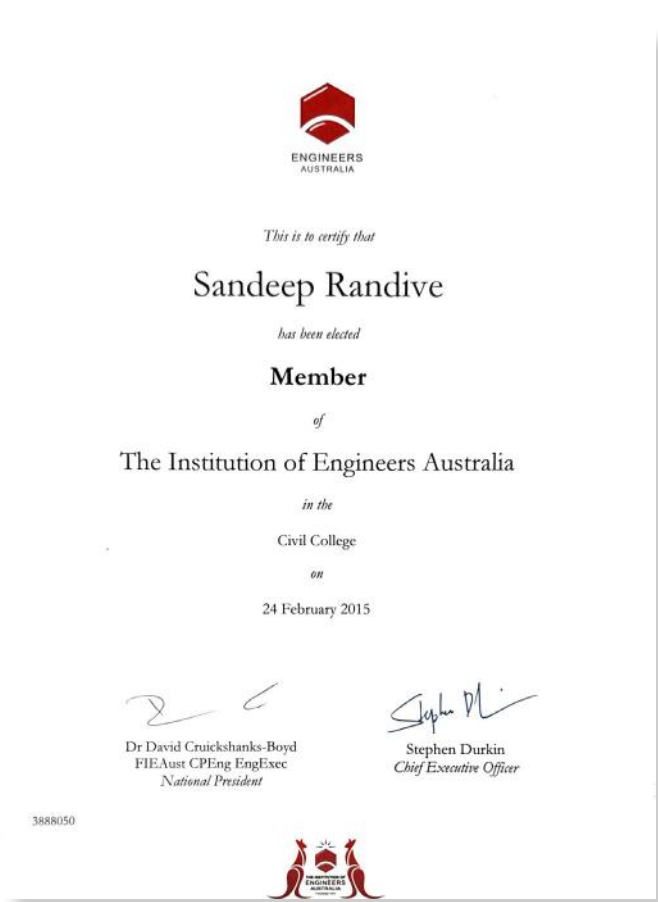 ENGINEERS
AUSTRALIA
This is to certify that
Sandeep Randive
has been elected
Member
of
The Institution of Engineers Australia
in the
Civil College
on
24 February 2015
Dr David Cruickshanks-Boyd
FIEAust CPEng EngExec
National President
Stephen Durkin
Chief Executive Officer
3888050
THE INSTITUTION OF
ENGINEERS
AUSTRALIA